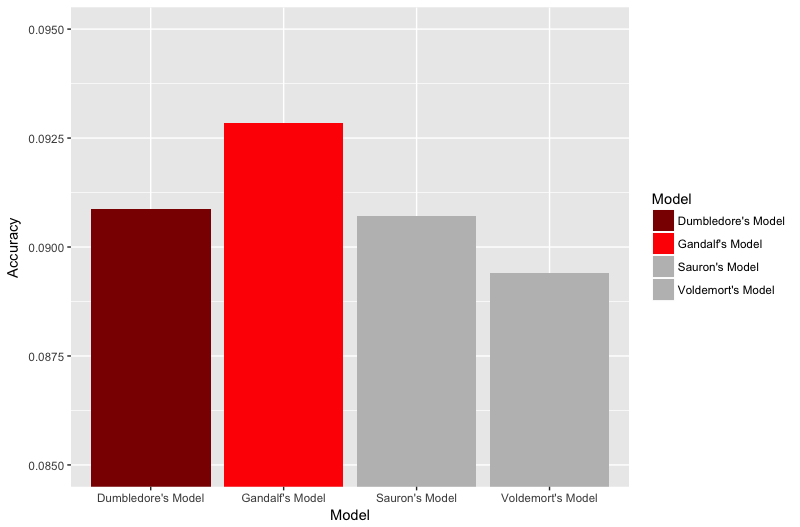 0.0950
0.0925
0.0900
0.0875
0.0850
Accuracy
Dumbledore's Model
Gandalf's Model
Sauron's Model
Voldemort's Model
Model
Model
Dumbledore's Model
Gandalf's Model
Sauron's Model
Voldemort's Model